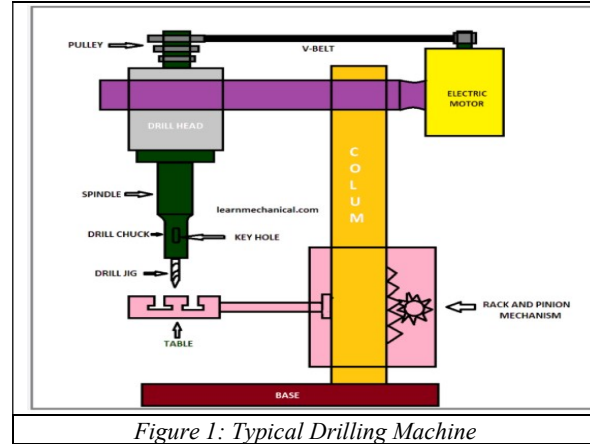 PULLEY
V-BELT
ELECTRIC
MOTOR
DRILL HEAD
C
O
L
U
M
SPINDLE
learnmechanical.com
DRILL CHUCK
KEY HOLE
DRILL JIG
RACK AND PINION
MECHANISM
TABLE
BASE
Figure 1: Typical Drilling Machine